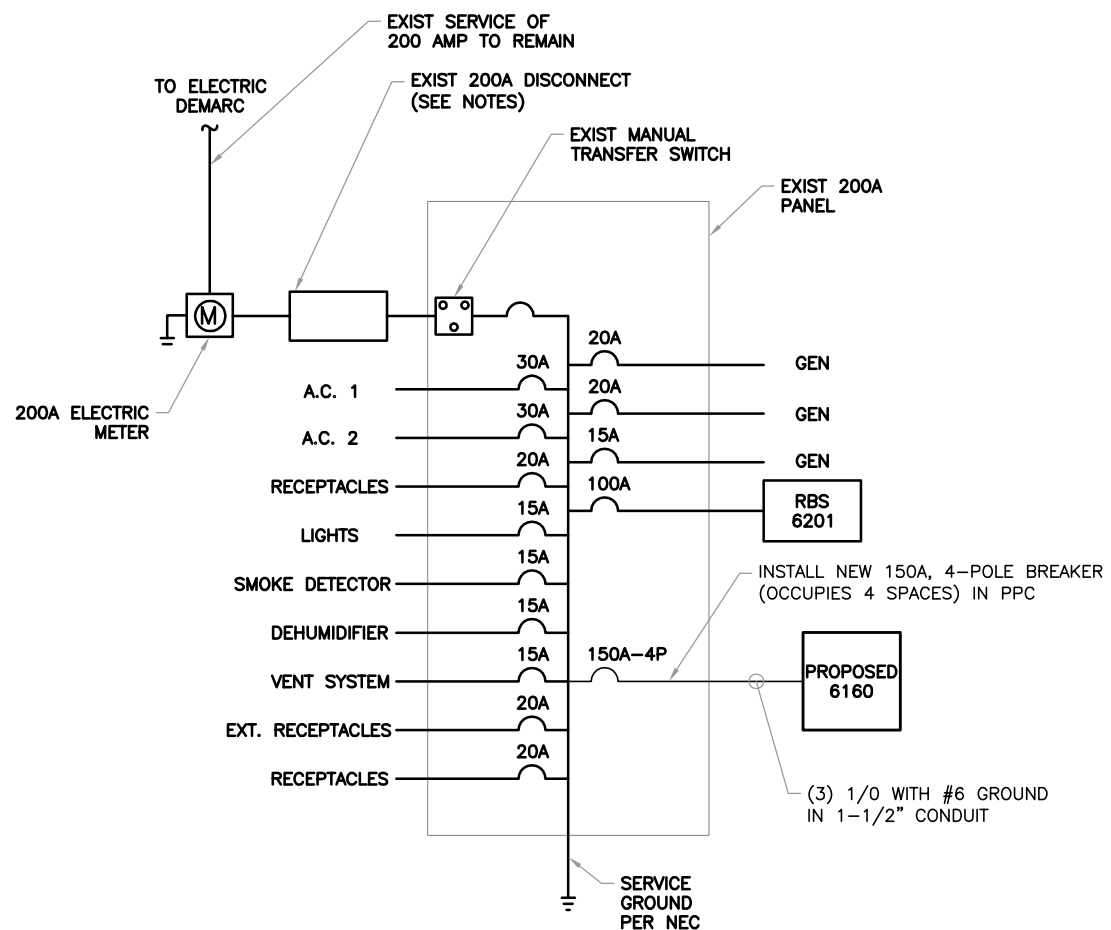 EXIST SERVICE OF
200 AMP TO REMAIN
EXIST 200A DISCONNECT
(SEE NOTES)
TO ELECTRIC
DEMARC
EXIST MANUAL
TRANSFER SWITCH
EXIST 200A
PANEL
M
200A ELECTRIC
METER
20A
GEN
30A
A.C. 1
20A
GEN
30A
A.C. 2
15A
GEN
20A
RECEPTACLES
100A
RBS
6201
15A
LIGHTS
15A
SMOKE DETECTOR
INSTALL NEW 150A, 4-POLE BREAKER
(OCCUPIES 4 SPACES) IN PPC
15A
DEHUMIDIFIER
15A
VENT SYSTEM
150A-4P
PROPOSED
6160
20A
EXT. RECEPTACLES
20A
RECEPTACLES
(3) 1/0 WITH #6 GROUND
IN 1-1/2" CONDUIT
SERVICE
GROUND
PER NEC